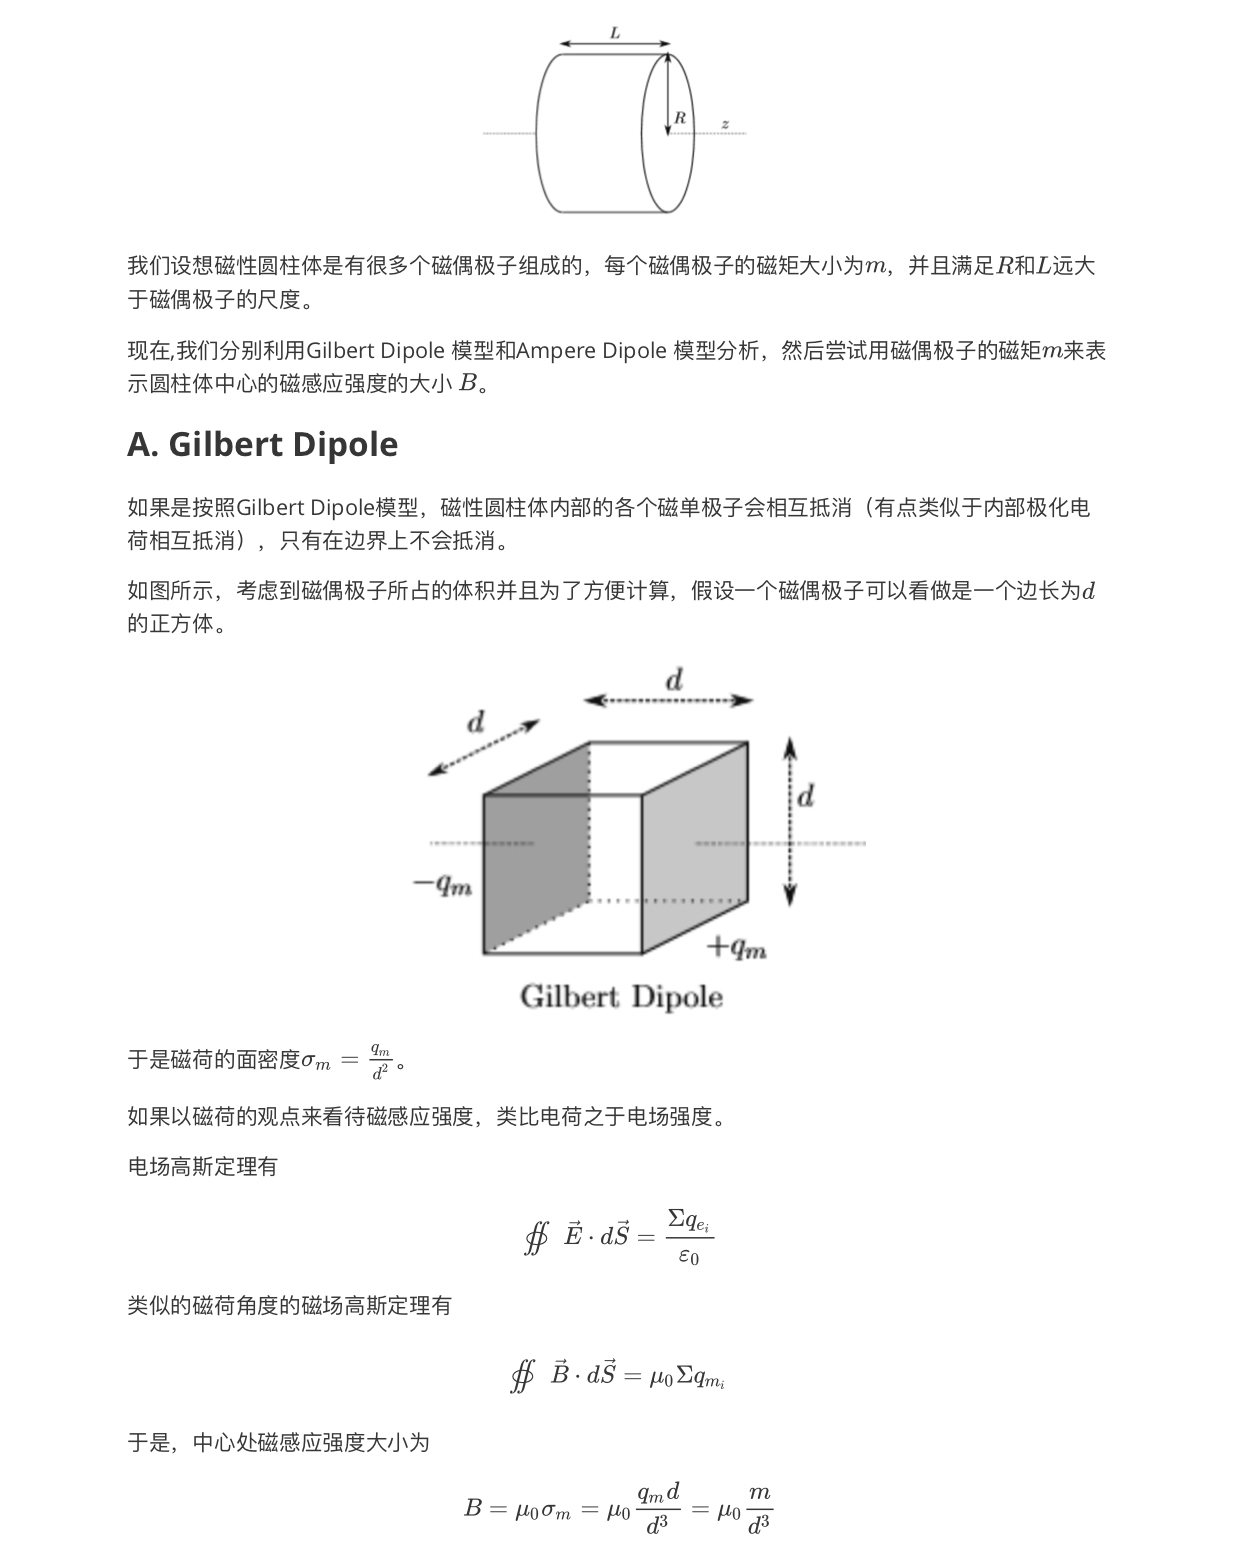 L
R
z
我们设想磁性圆柱体是有很多个磁偶极子组成的，每个磁偶极子的磁矩大小为m，并且满足R和L远大
于磁偶极子的尺度。
现在,我们分别利用Gilbert Dipole 模型和Ampere Dipole 模型分析，然后尝试用磁偶极子的磁矩m来表
示圆柱体中心的磁感应强度的大小 B。
A. Gilbert Dipole
如果是按照Gilbert Dipole模型，磁性圆柱体内部的各个磁单极子会相互抵消（有点类似于内部极化电
荷相互抵消），只有在边界上不会抵消。
如图所示，考虑到磁偶极子所占的体积并且为了方便计算，假设一个磁偶极子可以看做是一个边长为d
的正方体。
d
d
d
−q_m
+q_m
Gilbert Dipole
于是磁荷的面密度σ_m = \frac{q_m}{d^2}。
如果以磁荷的观点来看待磁感应强度，类比电荷之于电场强度。
电场高斯定理有
\oiint \vec{E} · d\vec{S} = \frac{Σq_{e_i}}{ε_0}
类似的磁荷角度的磁场高斯定理有
\oiint \vec{B} · d\vec{S} = μ_0Σq_{m_i}
于是，中心处磁感应强度大小为
B = μ_0σ_m = μ_0\frac{q_m d}{d^3} = μ_0\frac{m}{d^3}